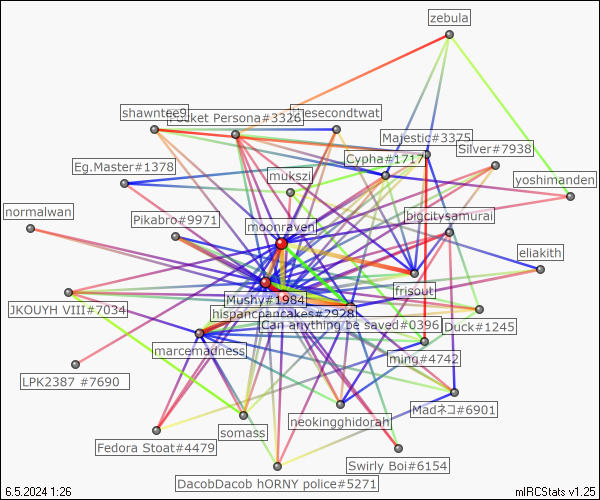 zebula
shawntee9
Pocket Persona#3326
thesecondtwat
Majestic#3375
Silver#7938
Cypha#1717
Eg.Master#1378
mukszi
yoshimanden
normalwan
Pikabro#9971
moonraven
bigcitysamurai
eliakith
frisout
Mushy#1984
JKOUYH VIII#7034
hispanicpancakes#2928
Can anything be saved#0396
Duck#1245
marcemadness
ming#4742
LPK2387 #7690
Madネコ#6901
neokingghidorah
somass
Fedora Stoat#4479
Swirly Boi#6154
DacobDacob hORNY police#5271
6.5.2024 1:26
mIRCStats v1.25